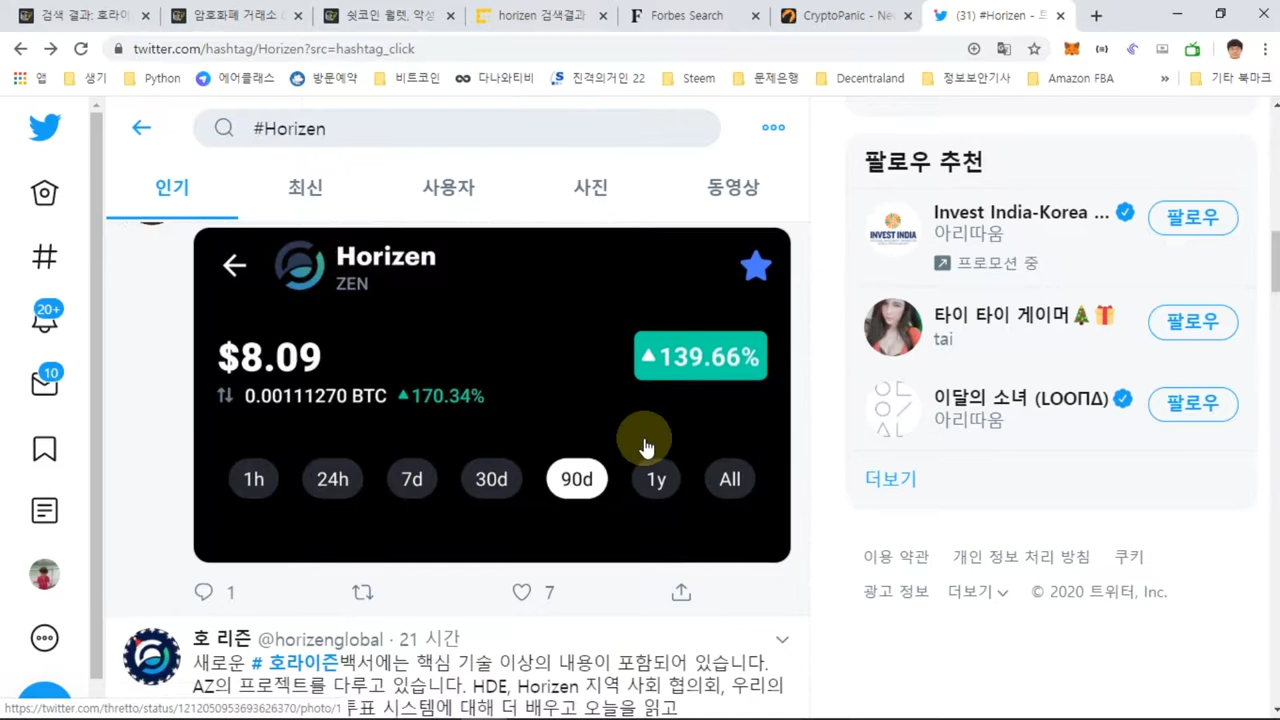 검색 결과: 호라이
암호화폐 거래소 (
쉿코인 월렛, 악성
horizen 검색결과
Forbes Search
CryptoPanic - Nev
(31) #Horizen - 트
twitter.com/hashtag/Horizen?src=hashtag_click
앱
생기
Python
에어클래스
방문예약
비트코인
다나와티비
진격의거인 22
Steem
문제은행
Decentraland
정보보안기사
Amazon FBA
»
기타 북마크
#Horizen
인기
최신
사용자
사진
동영상
20+
10
Horizen
ZEN
$8.09
139.66%
0.00111270 BTC 170.34%
1h
24h
7d
30d
90d
1y
All
1
7
호 리즌 @horizenglobal · 21 시간
새로운 # 호라이즌백서에는 핵심 기술 이상의 내용이 포함되어 있습니다.
AZ의 프로젝트를 다루고 있습니다. HDE, Horizen 지역 사회 협의회, 우리의
투표 시스템에 대해 더 배우고 오늘을 읽고
https://twitter.com/thretto/status/1212050953693626370/photo/1
팔로우 추천
Invest India-Korea ...
아리따움
팔로우
프로모션 중
INVEST INDIA
타이 타이 게이머🎄🎁
tai
팔로우
이달의 소녀 (LOOΠΔ)
아리따움
팔로우
더보기
이용 약관 개인 정보 처리 방침 쿠키
광고 정보 더보기 © 2020 트위터, Inc.